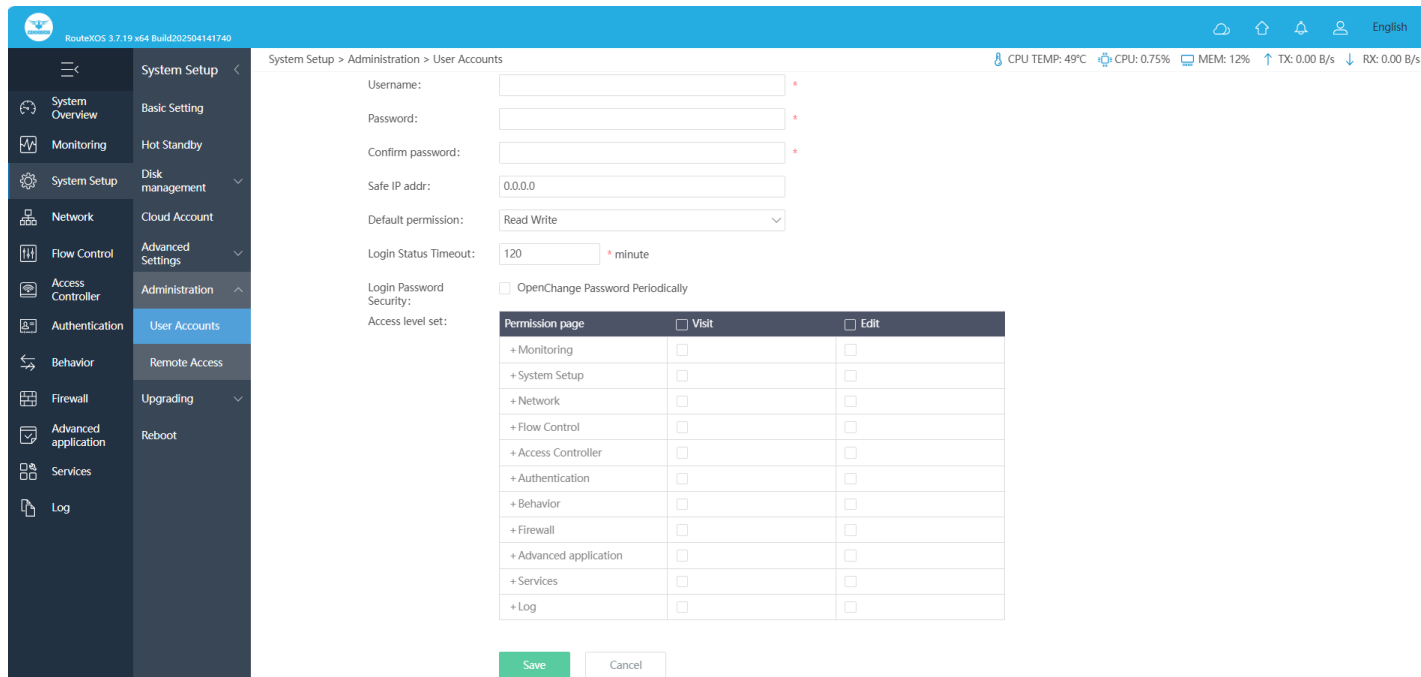 RouteXOS 3.7.19 x64 Build202504141740
English
System Setup
System Setup > Administration > User Accounts
CPU TEMP: 49°C
CPU: 0.75%
MEM: 12%
TX: 0.00 B/s
RX: 0.00 B/s
System
Overview
Monitoring
System Setup
Network
Flow Control
Access
Controller
Authentication
Behavior
Firewall
Advanced
application
Services
Log
Basic Setting
Hot Standby
Disk
management
Cloud Account
Advanced
Settings
Administration
User Accounts
Remote Access
Upgrading
Reboot
Username: *
Password: *
Confirm password: *
Safe IP addr: 0.0.0.0
Default permission: Read Write
Login Status Timeout: 120 * minute
Login Password
Security:
OpenChange Password Periodically
Access level set:
Permission page Visit Edit
+ Monitoring
+ System Setup
+ Network
+ Flow Control
+ Access Controller
+ Authentication
+ Behavior
+ Firewall
+ Advanced application
+ Services
+ Log
Save Cancel